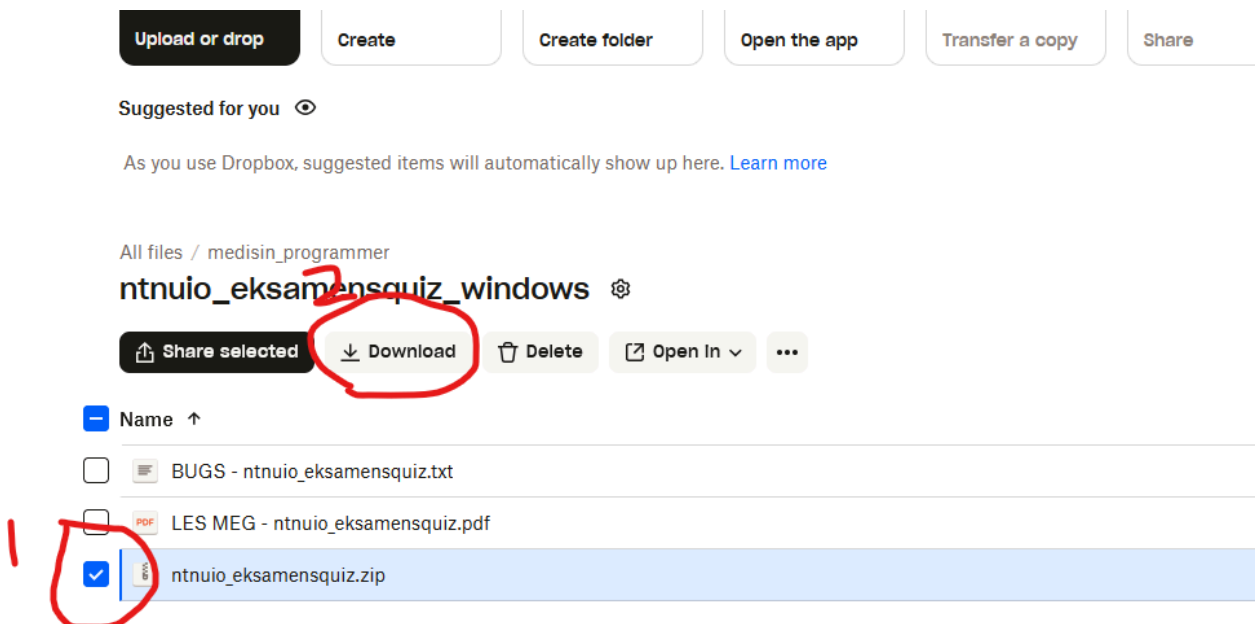 Upload or drop
Create
Create folder
Open the app
Transfer a copy
Share
Suggested for you
As you use Dropbox, suggested items will automatically show up here. Learn more
All files / medisin_programmer
ntnuio_eksamensquiz_windows
2
Share selected
Download
Delete
Open in
Name
BUGS - ntnuio_eksamensquiz.txt
PDF
LES MEG - ntnuio_eksamensquiz.pdf
1
ntnuio_eksamensquiz.zip